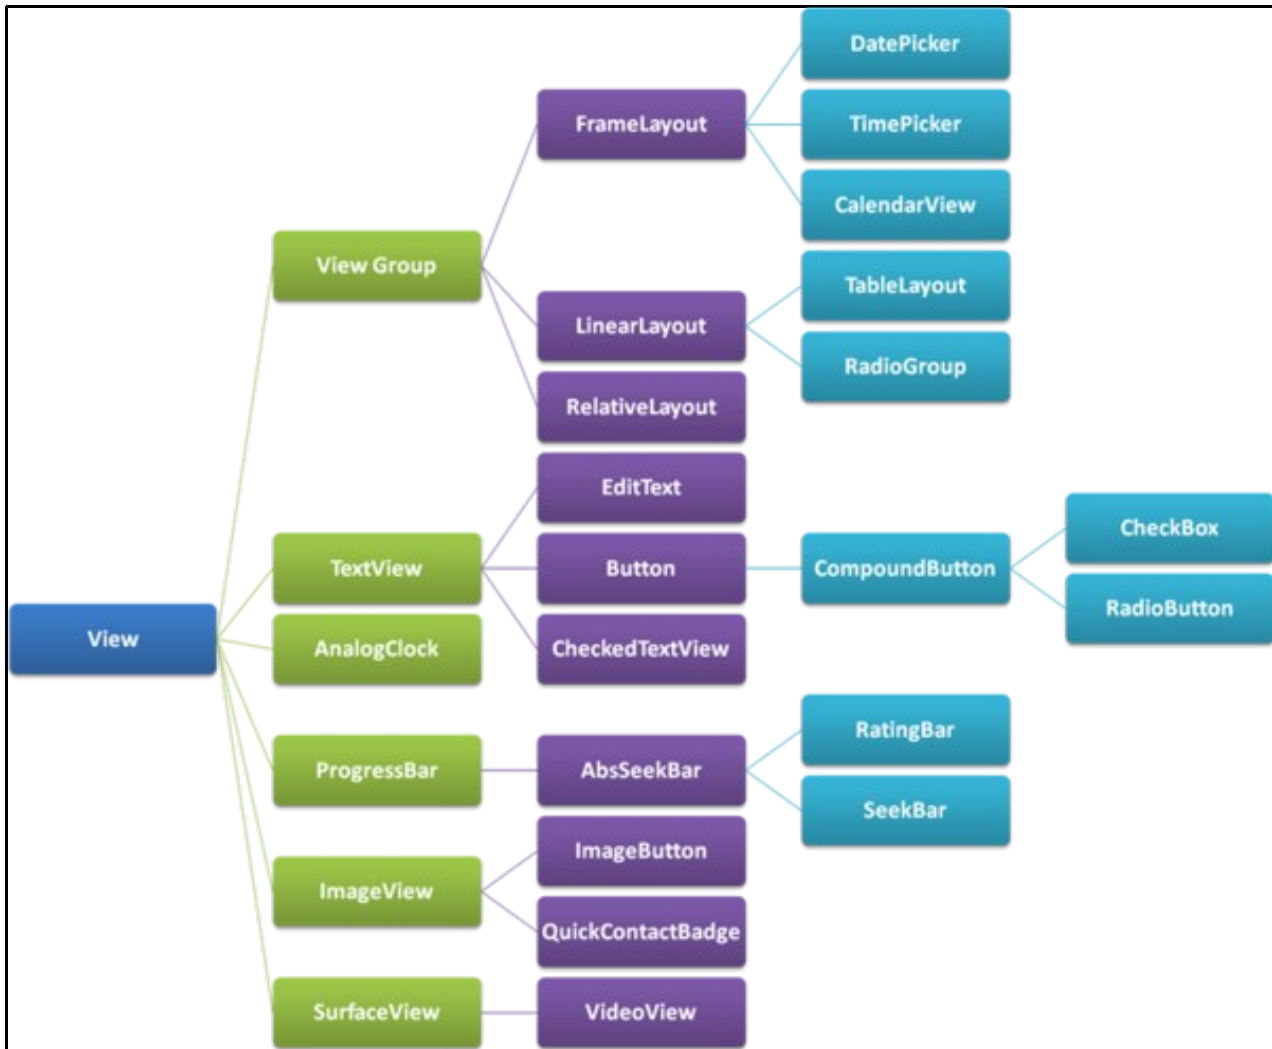 DatePicker
FrameLayout
TimePicker
CalendarView
View Group
TableLayout
LinearLayout
RadioGroup
RelativeLayout
EditText
CheckBox
TextView
Button
CompoundButton
RadioButton
View
AnalogClock
CheckedTextView
RatingBar
ProgressBar
AbsSeekBar
SeekBar
ImageButton
ImageView
QuickContactBadge
SurfaceView
VideoView